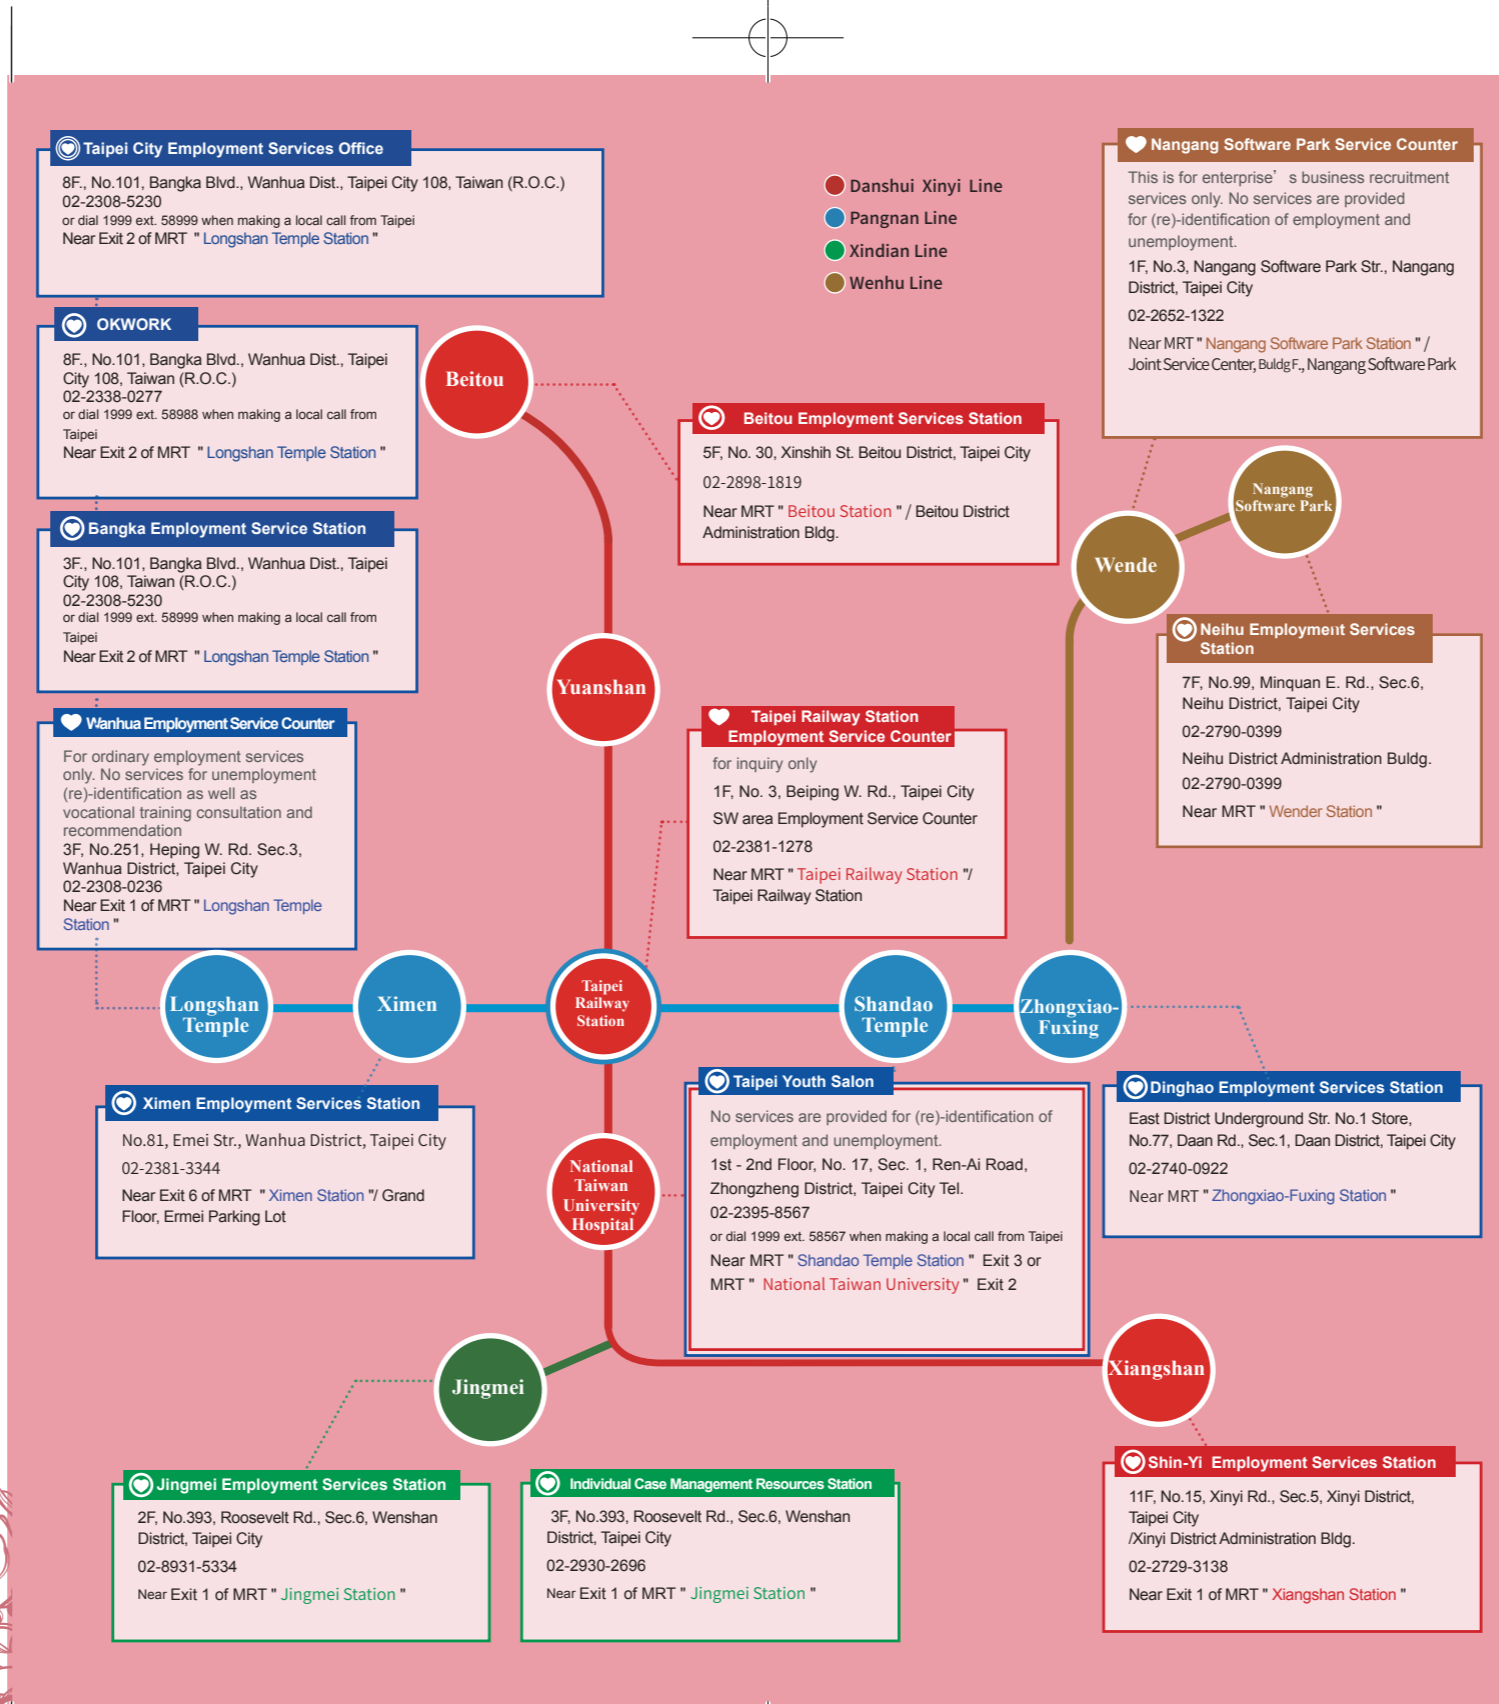 Taipei City Employment Services Office
8F., No.101, Bangka Blvd., Wanhua Dist., Taipei City 108, Taiwan (R.O.C.)
02-2308-5230
or dial 1999 ext. 58999 when making a local call from Taipei
Near Exit 2 of MRT " Longshan Temple Station "
OKWORK
8F., No.101, Bangka Blvd., Wanhua Dist., Taipei
City 108, Taiwan (R.O.C.)
02-2338-0277
or dial 1999 ext. 58988 when making a local call from
Taipei
Near Exit 2 of MRT " Longshan Temple Station "
Bangka Employment Service Station
3F., No.101, Bangka Blvd., Wanhua Dist., Taipei
City 108, Taiwan (R.O.C.)
02-2308-5230
or dial 1999 ext. 58999 when making a local call from
Taipei
Near Exit 2 of MRT " Longshan Temple Station "
Wanhua Employment Service Counter
For ordinary employment services
only. No services for unemployment
(re)-identification as well as
vocational training consultation and
recommendation
3F, No.251, Heping W. Rd. Sec.3,
Wanhua District, Taipei City
02-2308-0236
Near Exit 1 of MRT " Longshan Temple
Station "
Danshui Xinyi Line
Pangnan Line
Xindian Line
Wenhu Line
Nangang Software Park Service Counter
This is for enterprise’ s business recruitment
services only. No services are provided
for (re)-identification of employment and
unemployment.
1F, No.3, Nangang Software Park Str., Nangang
District, Taipei City
02-2652-1322
Near MRT " Nangang Software Park Station " /
Joint Service Center, Buldg F., Nangang Software Park
Beitou
Beitou Employment Services Station
5F, No. 30, Xinshih St. Beitou District, Taipei City
02-2898-1819
Near MRT " Beitou Station " / Beitou District
Administration Bldg.
Nangang
Software Park
Wende
Neihu Employment Services
Station
7F, No.99, Minquan E. Rd., Sec.6,
Neihu District, Taipei City
02-2790-0399
Neihu District Administration Buldg.
02-2790-0399
Near MRT " Wender Station "
Yuanshan
Taipei Railway Station
Employment Service Counter
for inquiry only
1F, No. 3, Beiping W. Rd., Taipei City
SW area Employment Service Counter
02-2381-1278
Near MRT " Taipei Railway Station "/
Taipei Railway Station
Longshan
Temple
Ximen
Taipei
Railway
Station
Shandao
Temple
Zhongxiao-
Fuxing
Ximen Employment Services Station
No.81, Emei Str., Wanhua District, Taipei City
02-2381-3344
Near Exit 6 of MRT " Ximen Station "/ Grand
Floor, Ermei Parking Lot
National
Taiwan
University
Hospital
Taipei Youth Salon
No services are provided for (re)-identification of
employment and unemployment.
1st - 2nd Floor, No. 17, Sec. 1, Ren-Ai Road,
Zhongzheng District, Taipei City Tel.
02-2395-8567
or dial 1999 ext. 58567 when making a local call from Taipei
Near MRT " Shandao Temple Station " Exit 3 or
MRT " National Taiwan University " Exit 2
Dinghao Employment Services Station
East District Underground Str. No.1 Store,
No.77, Daan Rd., Sec.1, Daan District, Taipei City
02-2740-0922
Near MRT " Zhongxiao-Fuxing Station "
Jingmei
Xiangshan
Jingmei Employment Services Station
2F, No.393, Roosevelt Rd., Sec.6, Wenshan
District, Taipei City
02-8931-5334
Near Exit 1 of MRT " Jingmei Station "
Individual Case Management Resources Station
3F, No.393, Roosevelt Rd., Sec.6, Wenshan
District, Taipei City
02-2930-2696
Near Exit 1 of MRT " Jingmei Station "
Shin-Yi Employment Services Station
11F, No.15, Xinyi Rd., Sec.5, Xinyi District,
Taipei City
/Xinyi District Administration Bldg.
02-2729-3138
Near Exit 1 of MRT " Xiangshan Station "